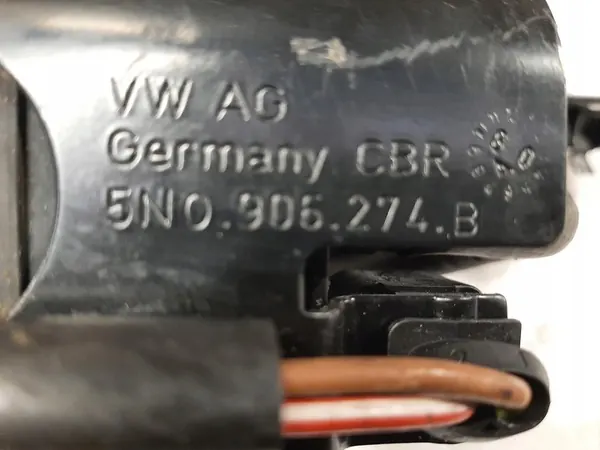 VW AG
Germany CBR
5N0.906.274.B